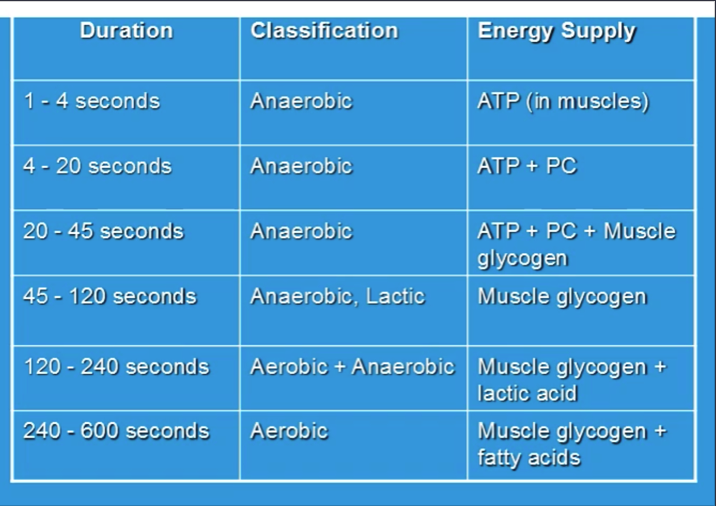 Duration Classification Energy Supply
1 - 4 seconds Anaerobic ATP (in muscles)
4 - 20 seconds Anaerobic ATP + PC
20 - 45 seconds Anaerobic ATP + PC + Muscle
glycogen
45 - 120 seconds Anaerobic, Lactic Muscle glycogen
120 - 240 seconds Aerobic + Anaerobic Muscle glycogen +
lactic acid
240 - 600 seconds Aerobic Muscle glycogen +
fatty acids